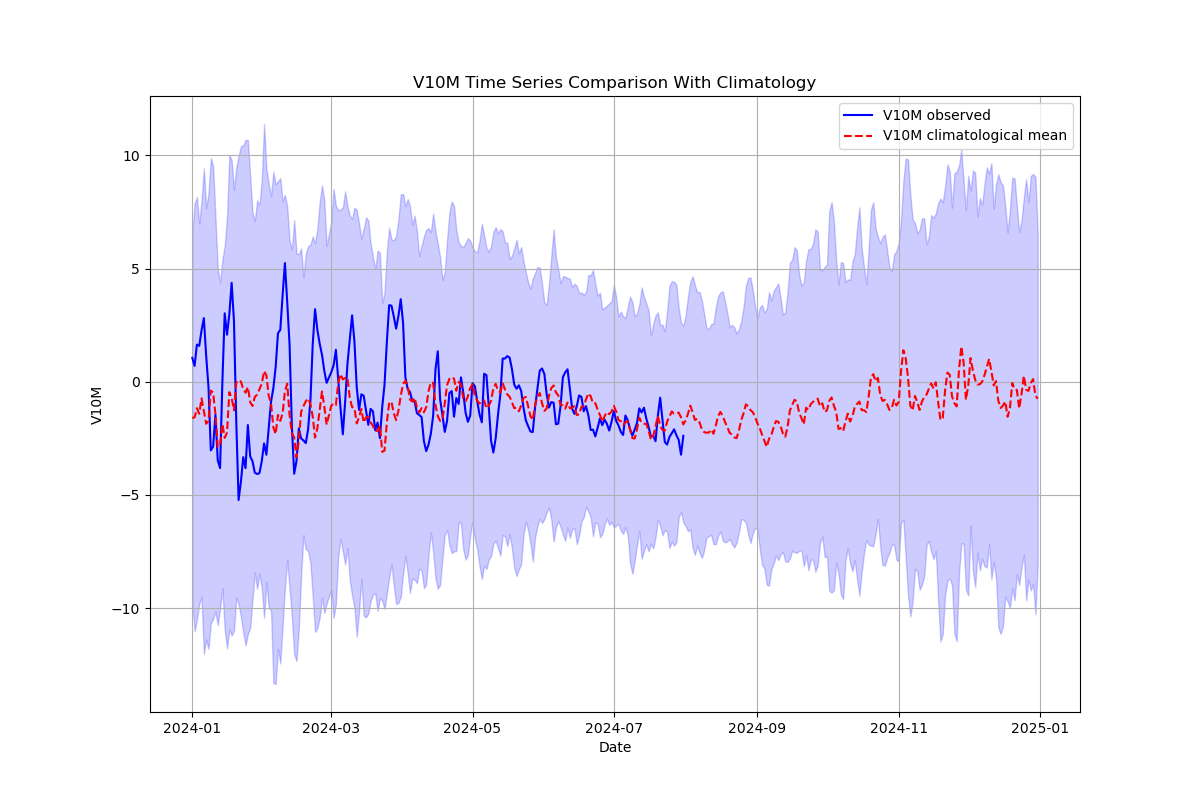 V10M Time Series Comparison With Climatology
V10M observed
V10M climatological mean
10
5
0
−5
−10
V10M
2024-01
2024-03
2024-05
2024-07
2024-09
2024-11
2025-01
Date